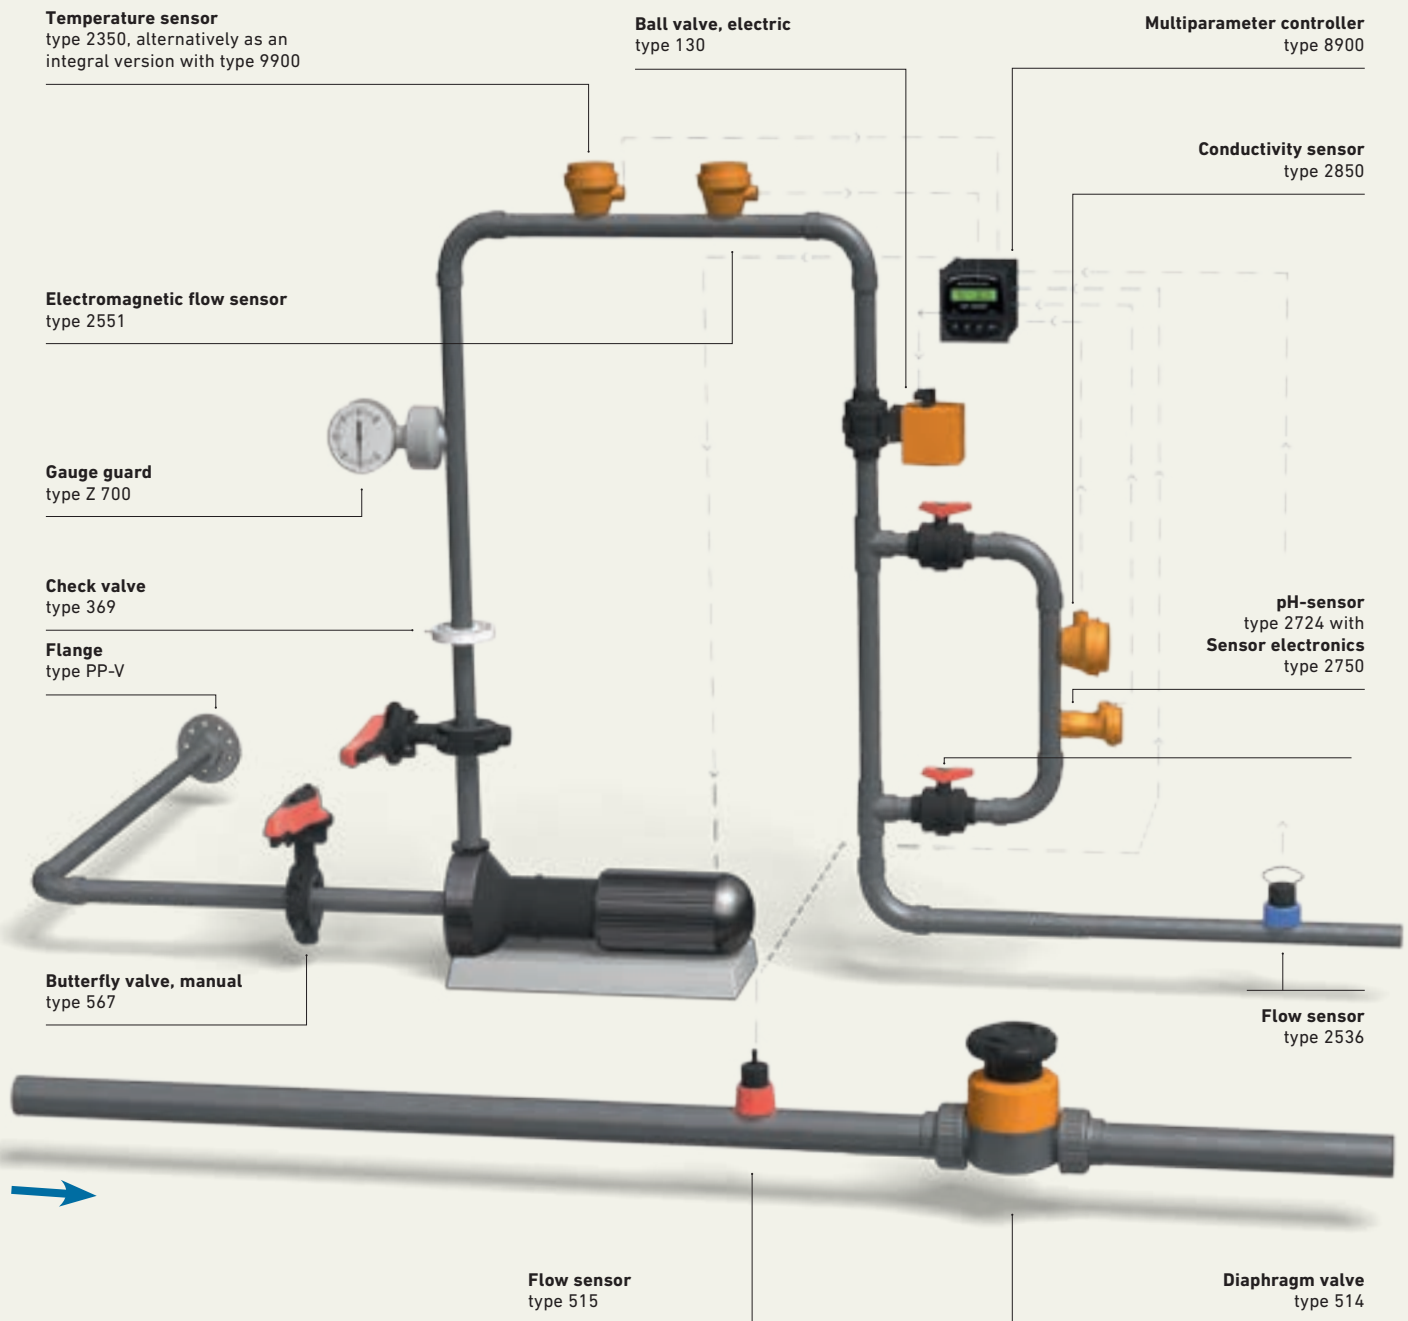 Temperature sensor
type 2350, alternatively as an
integral version with type 9900
Ball valve, electric
type 130
Multiparameter controller
type 8900
Conductivity sensor
type 2850
Electromagnetic flow sensor
type 2551
Gauge guard
type Z 700
Check valve
type 369
Flange
type PP-V
pH-sensor
type 2724 with
Sensor electronics
type 2750
Butterfly valve, manual
type 567
Flow sensor
type 2536
Flow sensor
type 515
Diaphragm valve
type 514